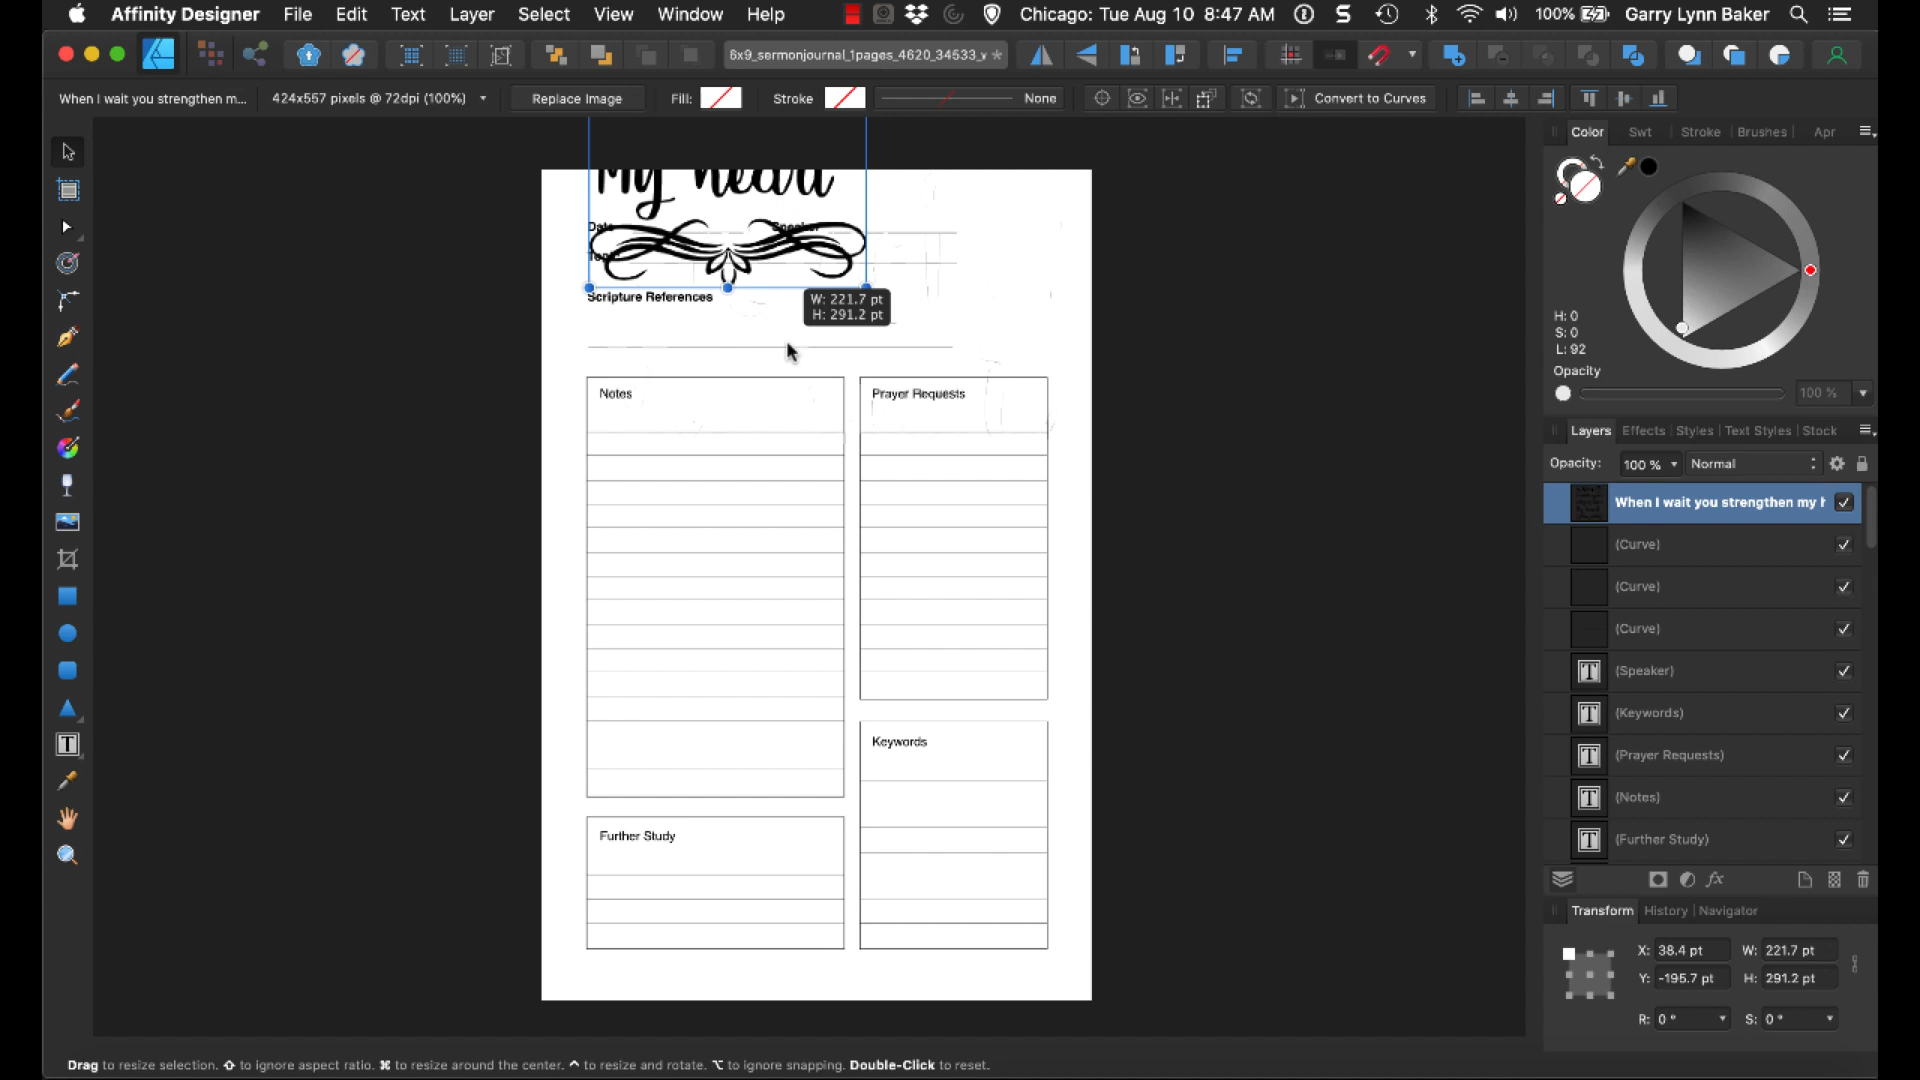 Affinity Designer File Edit Text Layer Select View Window Help Chicago: Tue Aug 10 8:47 AM 100% Garry Lynn Baker
6x9_sermonjournal_1pages_4620_34533_v *
When I wait you strengthen m... 424x557 pixels @ 72dpi (100%) Replace Image Fill: Stroke None Convert to Curves
Color Swt Stroke Brushes Apr
My heart
Date Speaker
Scripture References
W: 221.7 pt
H: 291.2 pt
H: 0
S: 0
L: 92
Opacity
100 %
Notes
Prayer Requests
Keywords
Further Study
Layers Effects Styles Text Styles Stock
Opacity: 100 % Normal
When I wait you strengthen my h
(Curve)
(Curve)
(Curve)
T (Speaker)
T (Keywords)
T (Prayer Requests)
T (Notes)
T (Further Study)
fx
Transform History Navigator
X: 38.4 pt W: 221.7 pt
Y: -195.7 pt H: 291.2 pt
R: 0 ° S: 0 °
Drag to resize selection. ⇧ to ignore aspect ratio. ⌘ to resize around the center. ^ to resize and rotate. ⌥ to ignore snapping. Double-Click to reset.